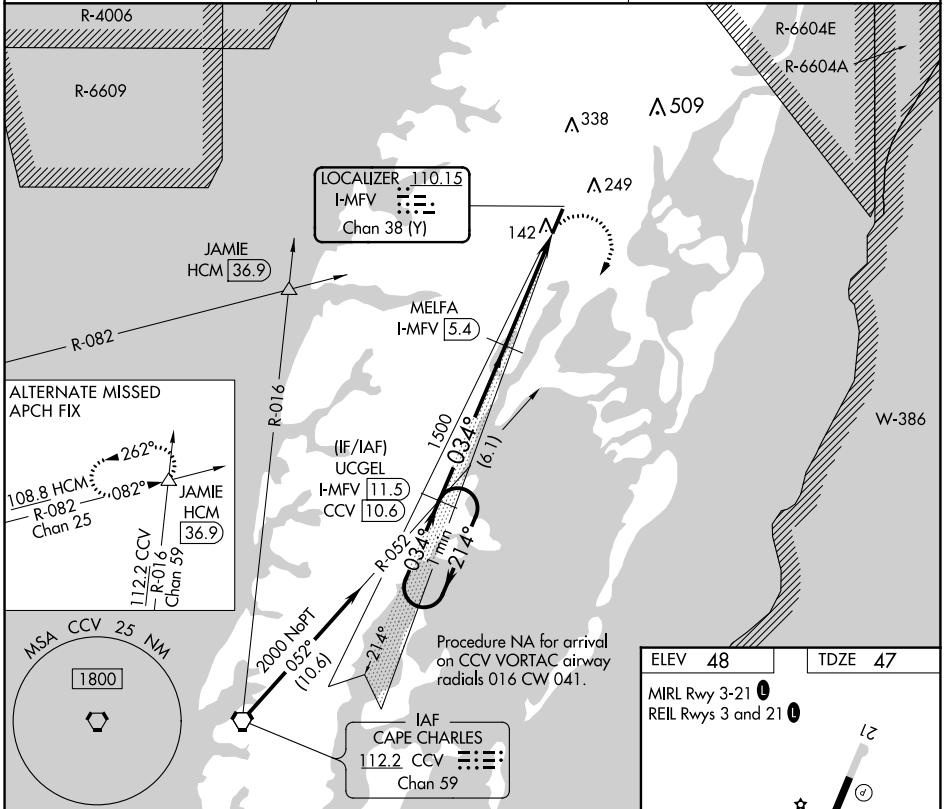 R-4006
R-6609
R-6604E
R-6604A
338
509
249
142
LOCALIZER 110.15
I-MFV
Chan 38 (Y)
JAMIE
HCM 36.9
R-082
MELFA
I-MFV 5.4
R-016
W-386
ALTERNATE MISSED
APCH FIX
262°
108.8 HCM
082°
R-082
Chan 25
JAMIE
HCM
36.9
112.2 CCV
R-016
Chan 59
1500
034°
(6.1)
(IF/IAF)
UCGEL
I-MFV 11.5
CCV 10.6
R-052
034°
1 min
214°
2000 NoPT
052°
(10.6)
214°
Procedure NA for arrival
on CCV VORTAC airway
radials 016 CW 041.
MSA CCV 25 NM
1800
IAF
CAPE CHARLES
112.2 CCV
Chan 59
ELEV 48
TDZE 47
MIRL Rwy 3-21 L
REIL Rwys 3 and 21 L
21
P